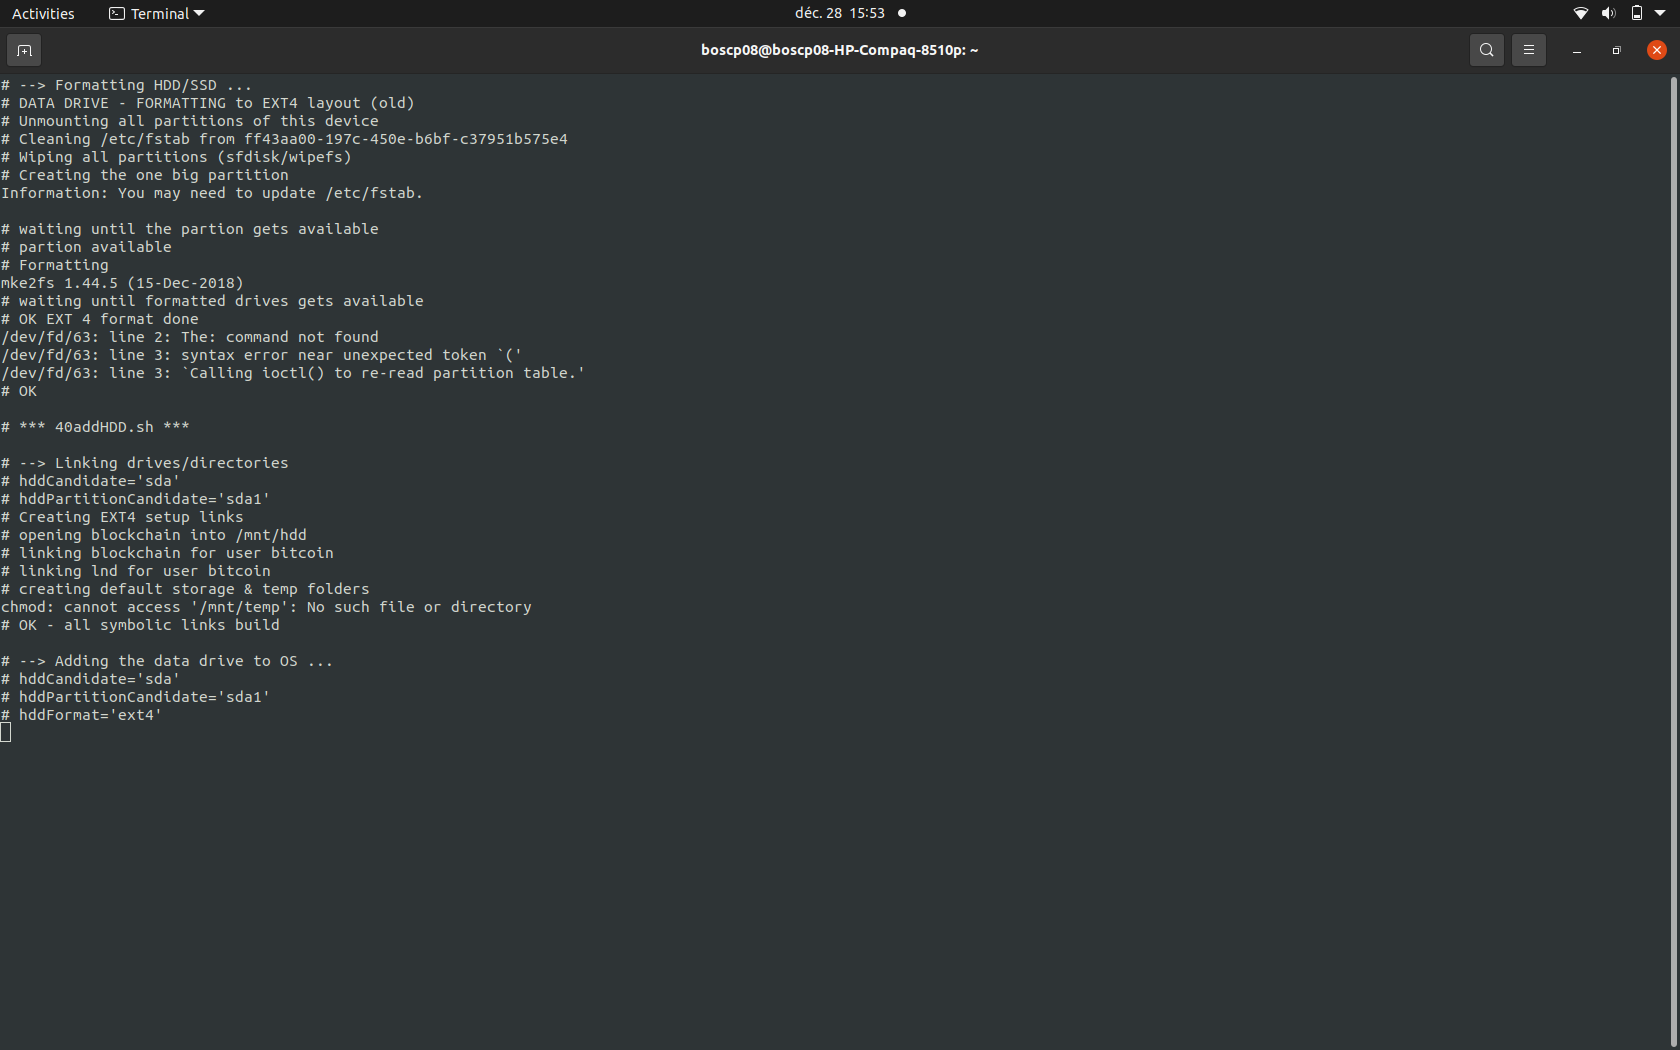 Activities
Terminal
déc. 28 15:53
boscp08@boscp08-HP-Compaq-8510p: ~
# --> Formatting HDD/SSD ...
# DATA DRIVE - FORMATTING to EXT4 layout (old)
# Unmounting all partitions of this device
# Cleaning /etc/fstab from ff43aa00-197c-450e-b6bf-c37951b575e4
# Wiping all partitions (sfdisk/wipefs)
# Creating the one big partition
Information: You may need to update /etc/fstab.
# waiting until the partion gets available
# partion available
# Formatting
mke2fs 1.44.5 (15-Dec-2018)
# waiting until formatted drives gets available
# OK EXT 4 format done
/dev/fd/63: line 2: The: command not found
/dev/fd/63: line 3: syntax error near unexpected token `('
/dev/fd/63: line 3: `Calling ioctl() to re-read partition table.'
# OK
# *** 40addHDD.sh ***
# --> Linking drives/directories
# hddCandidate='sda'
# hddPartitionCandidate='sda1'
# Creating EXT4 setup links
# opening blockchain into /mnt/hdd
# linking blockchain for user bitcoin
# linking lnd for user bitcoin
# creating default storage & temp folders
chmod: cannot access '/mnt/temp': No such file or directory
# OK - all symbolic links build
# --> Adding the data drive to OS ...
# hddCandidate='sda'
# hddPartitionCandidate='sda1'
# hddFormat='ext4'